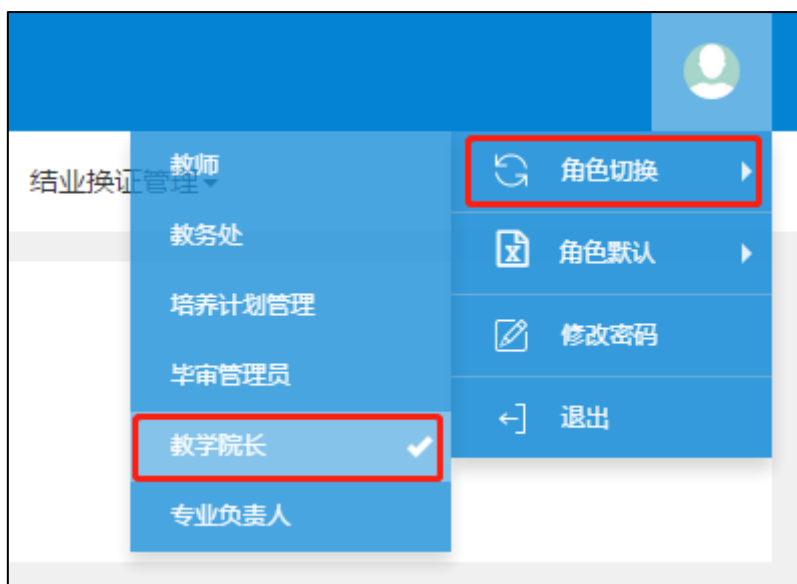 结业换证管理
教师
教务处
培养计划管理
毕审管理员
教学院长
专业负责人
角色切换
角色默认
修改密码
退出